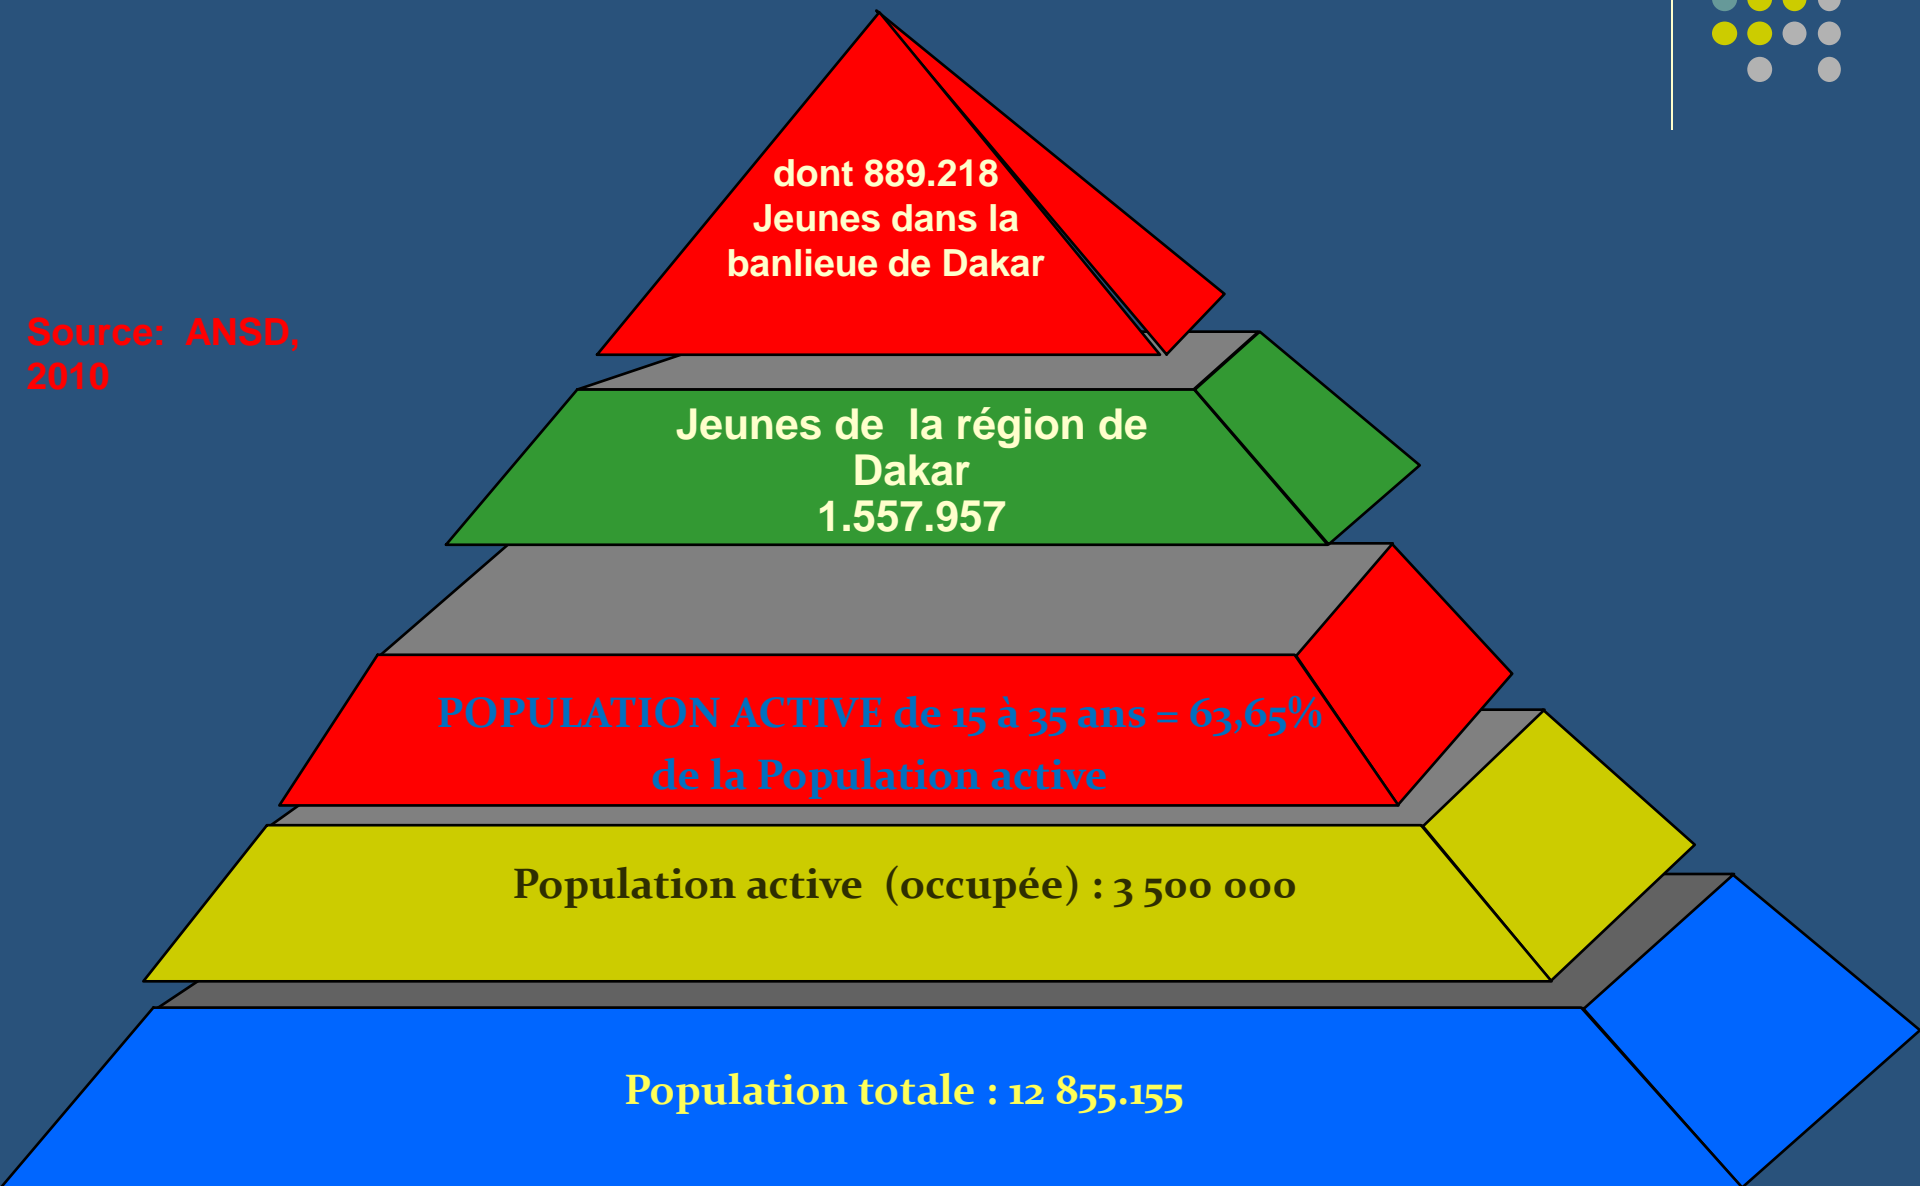 dont 889.218
Jeunes dans la
banlieue de Dakar
Source: ANSD,
2010
Jeunes de la région de
Dakar
1.557.957
POPULATION ACTIVE de 15 à 35 ans = 63,65%
de la Population active
Population active (occupée) : 3 500 000
Population totale : 12 855.155